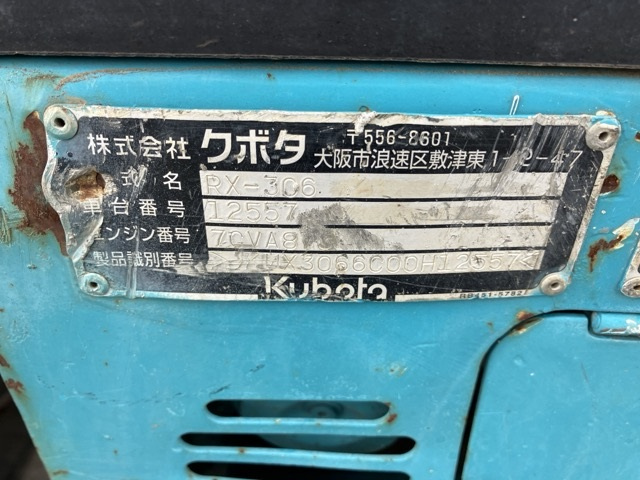 株式会社 クボタ 〒556-8601
大阪市浪速区敷津東1-2-47
式 名 RX-306
車台番号 12557
エンジン番号 7CVA8
製品識別番号
Kubota